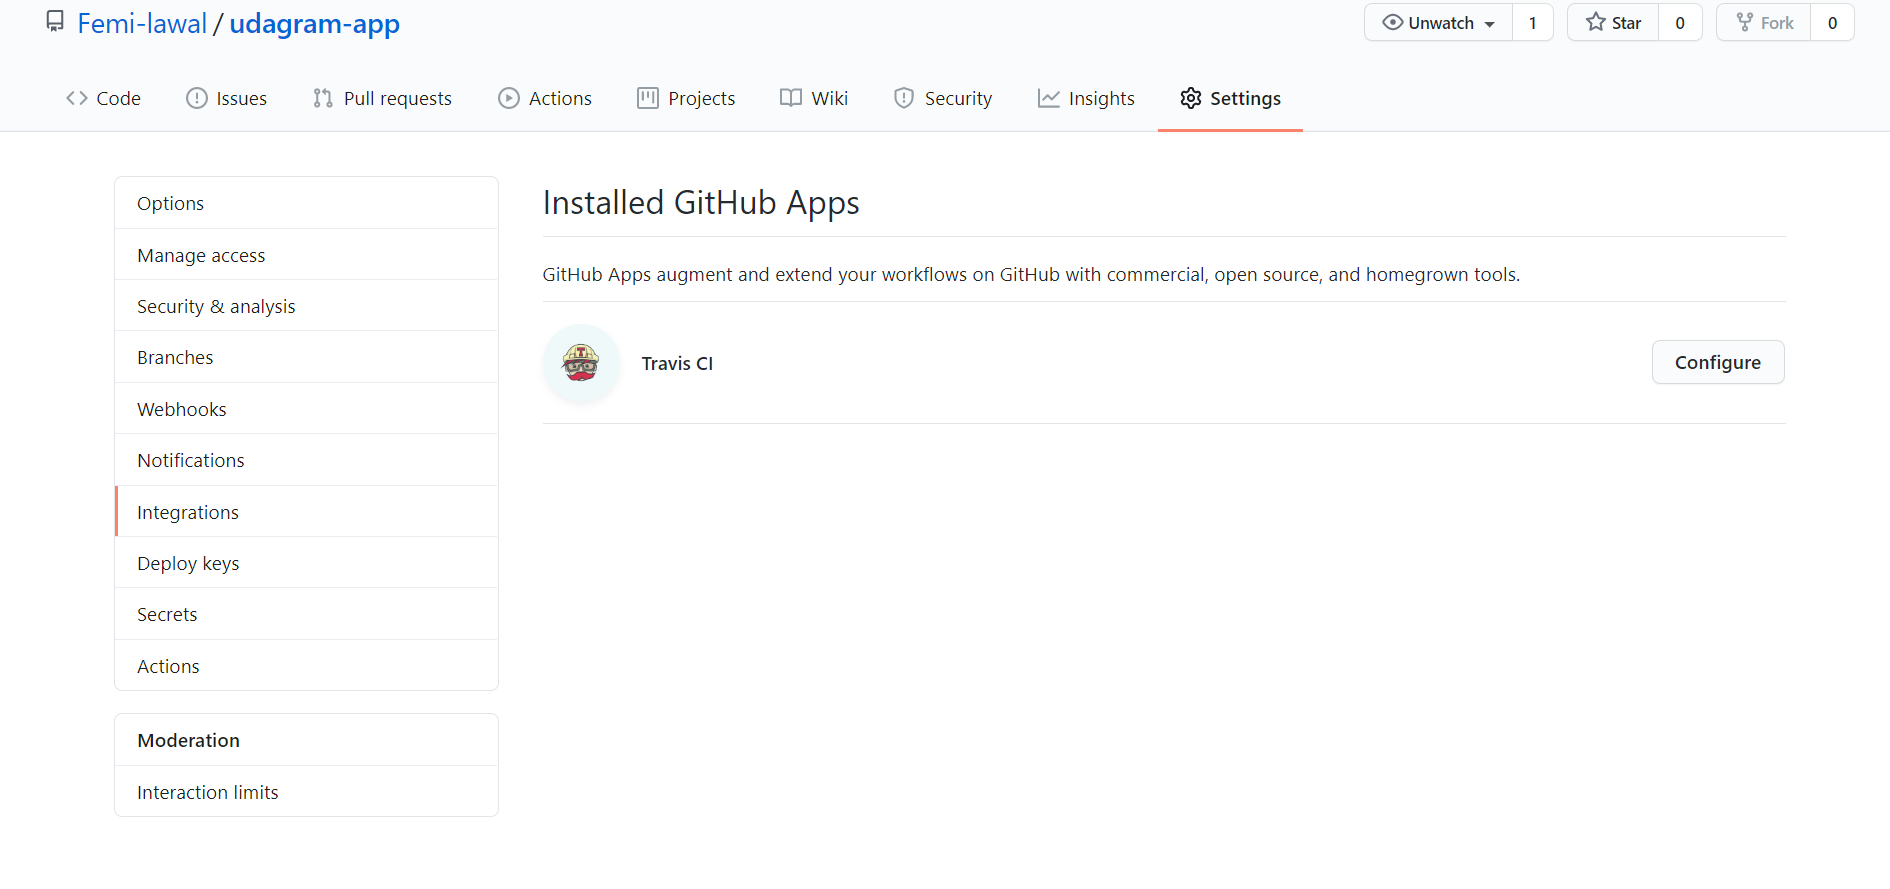 Femi-lawal / udagram-app
Unwatch 1
Star 0
Fork 0
Code
Issues
Pull requests
Actions
Projects
Wiki
Security
Insights
Settings
Options
Manage access
Security & analysis
Branches
Webhooks
Notifications
Integrations
Deploy keys
Secrets
Actions
Moderation
Interaction limits
Installed GitHub Apps
GitHub Apps augment and extend your workflows on GitHub with commercial, open source, and homegrown tools.
T
Travis CI
Configure